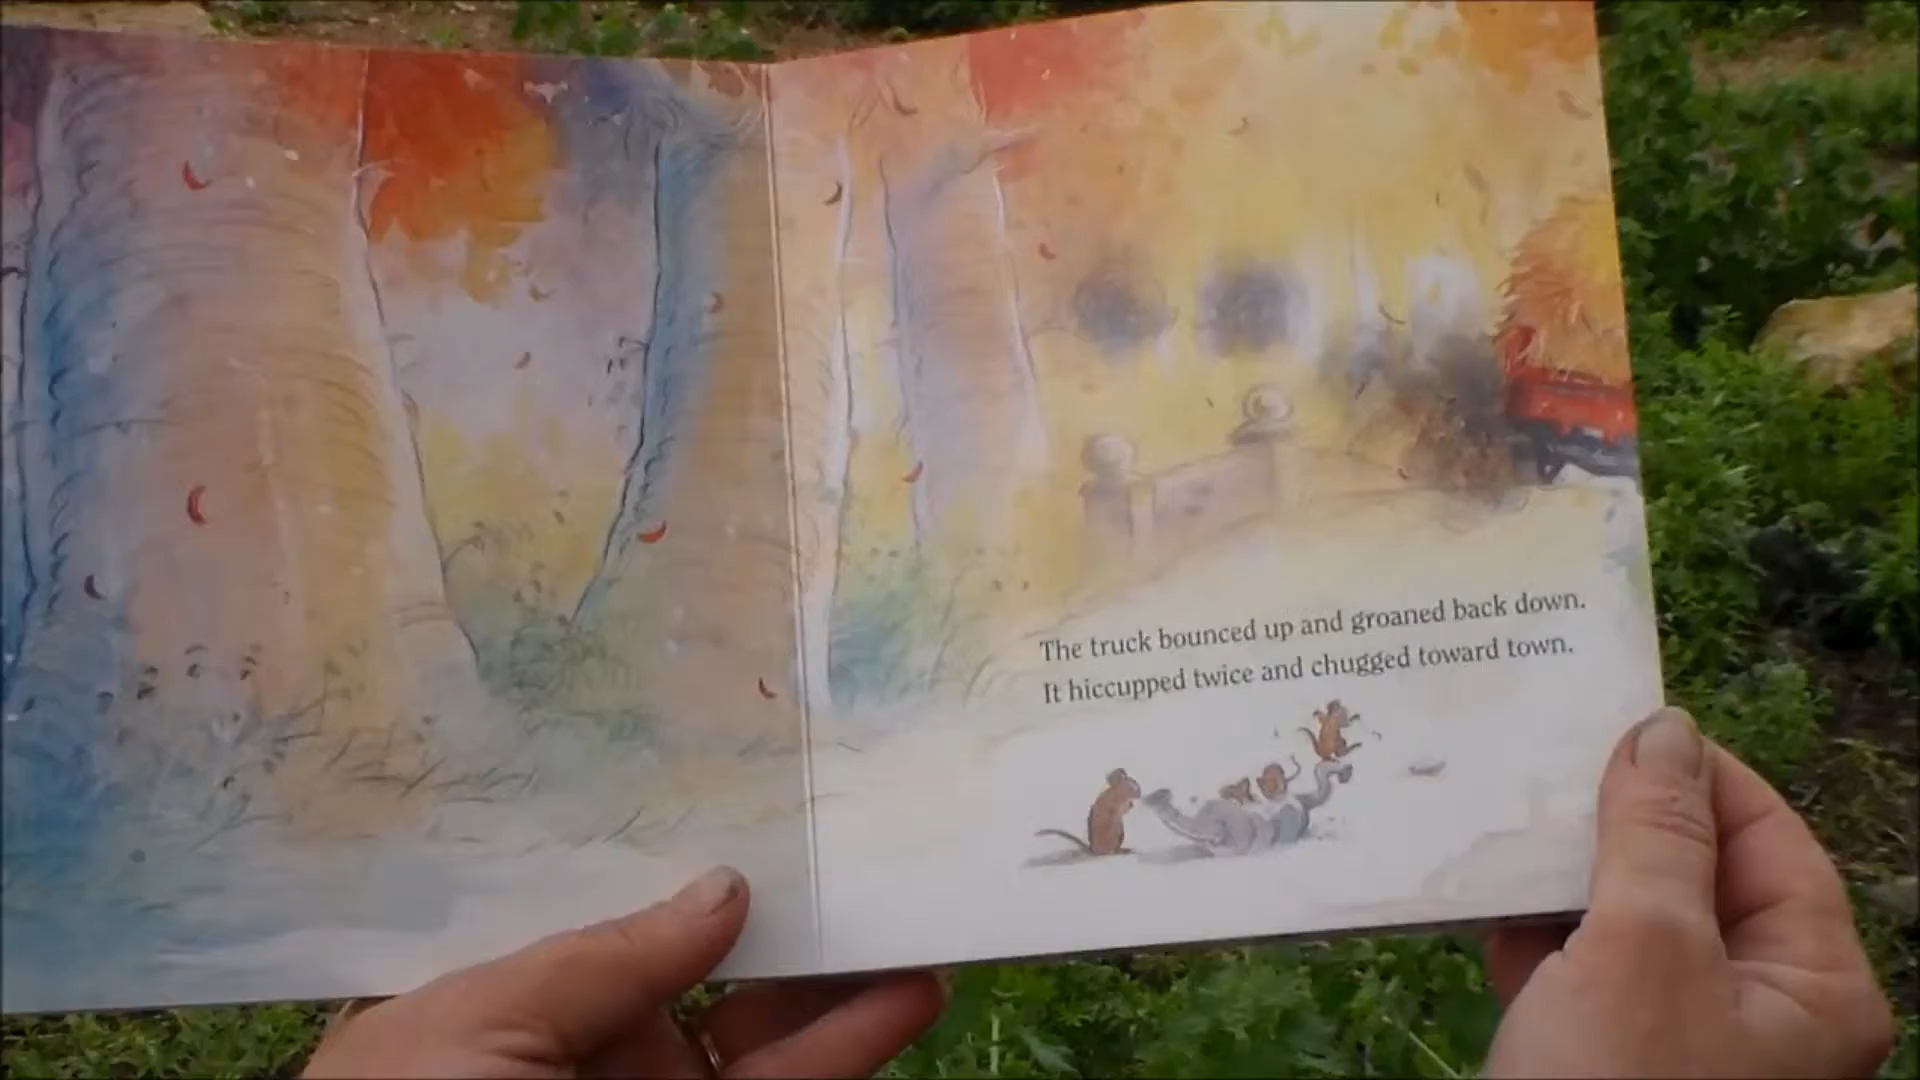 The truck bounced up and groaned back down.
It hiccupped twice and chugged toward town.